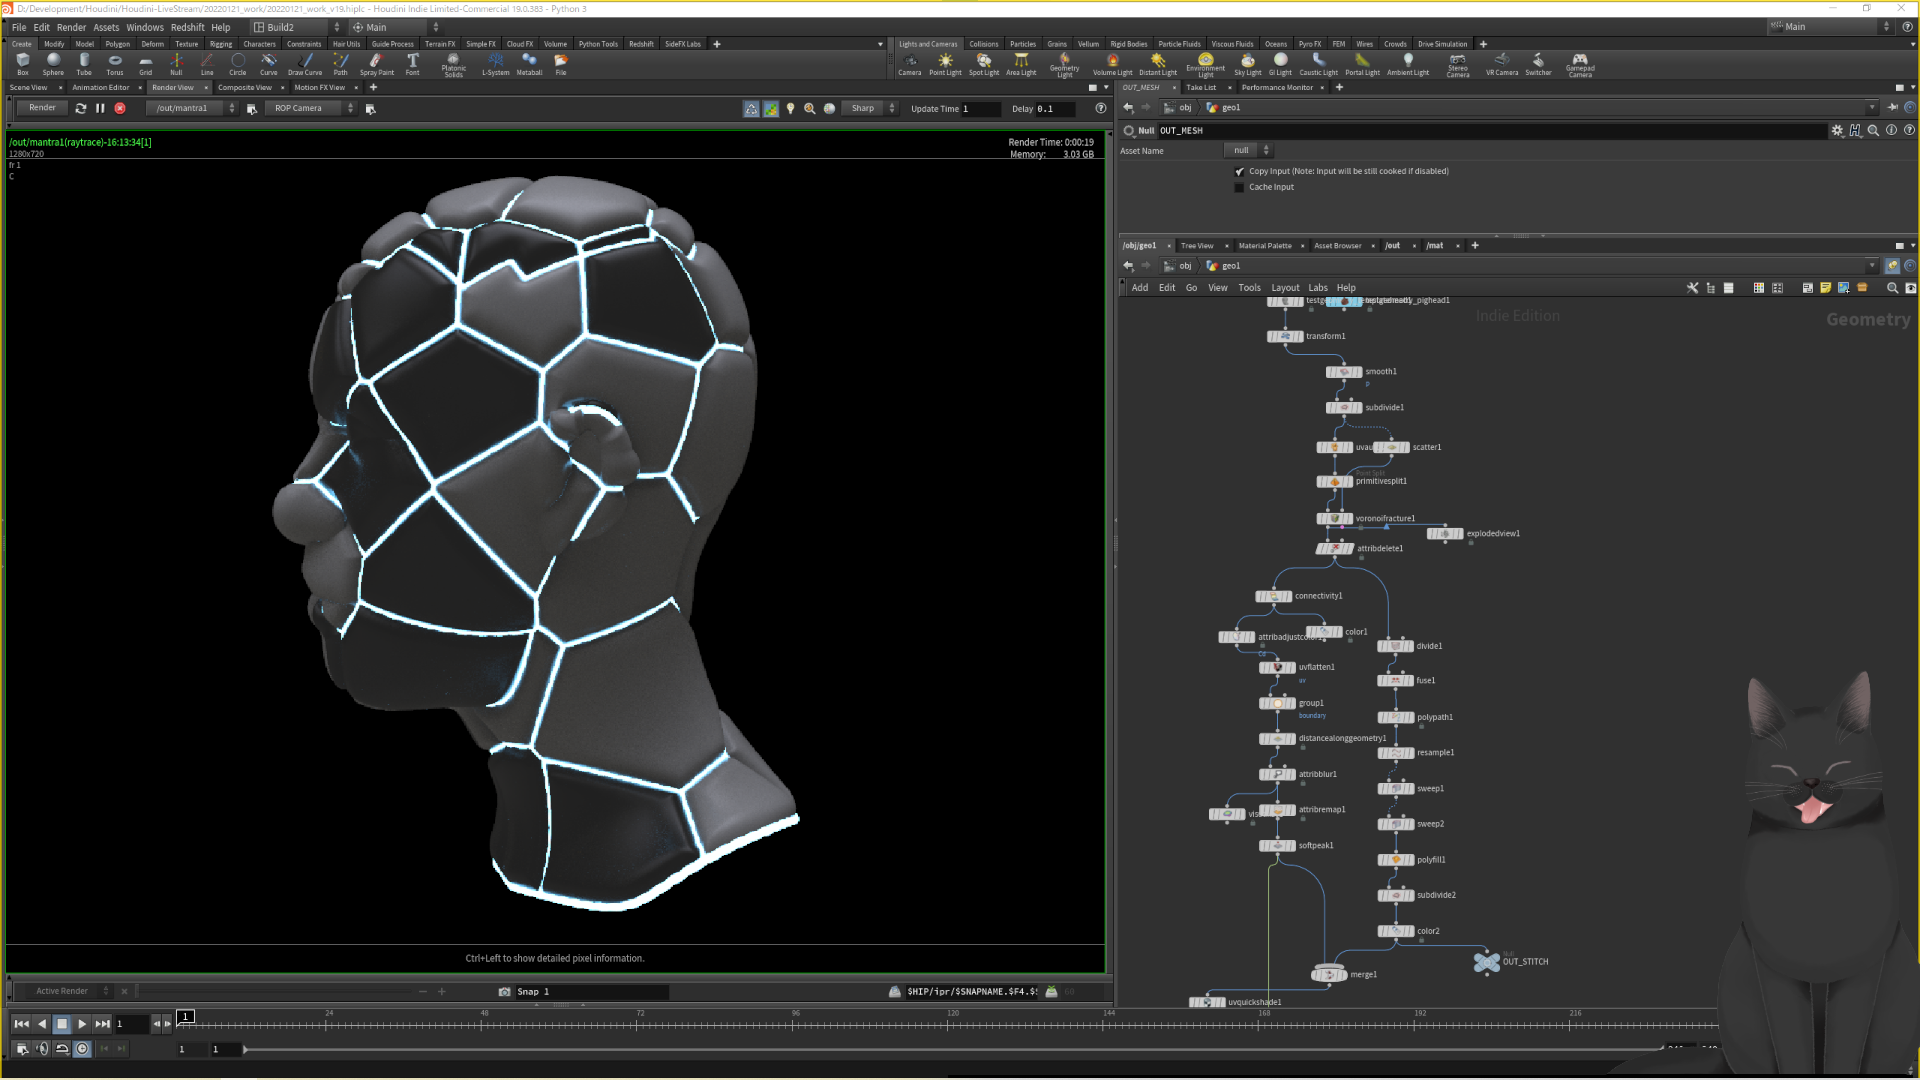 D:/Development/Houdini/Houdini-LiveStream/20220121_work/20220121_work_v19.hiplc - Houdini Indie Limited-Commercial 19.0.383 - Python 3
File Edit Render Assets Windows Redshift Help Build2 Main Main
Create Modify Model Polygon Deform Texture Rigging Characters Constraints Hair Utils Guide Process Terrain FX Simple FX Cloud FX Volume Python Tools Redshift SideFX Labs
Lights and Cameras Collisions Particles Grains Vellum Rigid Bodies Particle Fluids Viscous Fluids Oceans Pyro FX FEM Wires Crowds Drive Simulation
Box Sphere Tube Torus Grid Null Line Circle Curve Draw Curve Path Spray Paint Font Platonic Solids L-System Metaball File
Camera Point Light Spot Light Area Light Geometry Light Volume Light Distant Light Environment Light Sky Light GI Light Caustic Light Portal Light Ambient Light Stereo Camera VR Camera Switcher Gamepad Camera
Scene View Animation Editor Render View Composite View Motion FX View
OUT_MESH Take List Performance Monitor
Render /out/mantra1 ROP Camera Sharp Update Time 1 Delay 0.1
obj geo1
Null OUT_MESH
Asset Name null
Copy Input (Note: Input will be still cooked if disabled)
Cache Input
/out/mantra1(raytrace)-16:13:34[1]
1280x720
fr 1
C
Render Time: 0:00:19
Memory: 3.03 GB
/obj/geo1 Tree View Material Palette Asset Browser /out /mat
obj geo1
Add Edit Go View Tools Layout Labs Help
Indie Edition
Geometry
transform1
smooth1
p
subdivide1
scatter1
primitivesplit1
voronoifracture1
explodedview1
attribdelete1
connectivity1
color1
divide1
uvflatten1
uv
fuse1
group1
boundary
polypath1
distancealonggeometry1
resample1
attribblur1
sweep1
attribremap1
sweep2
softpeak1
polyfill1
subdivide2
color2
OUT_STITCH
merge1
uvquickshade1
Ctrl+Left to show detailed pixel information.
Active Render Snap 1 $HIP/ipr/$SNAPNAME.$F4.$
1 1 24 48 72 96 120 144 168 192 216
1 1